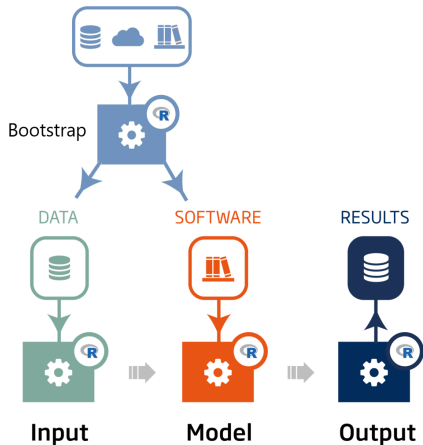 R
Bootstrap
DATA
SOFTWARE
RESULTS
R
R
R
Input
Model
Output